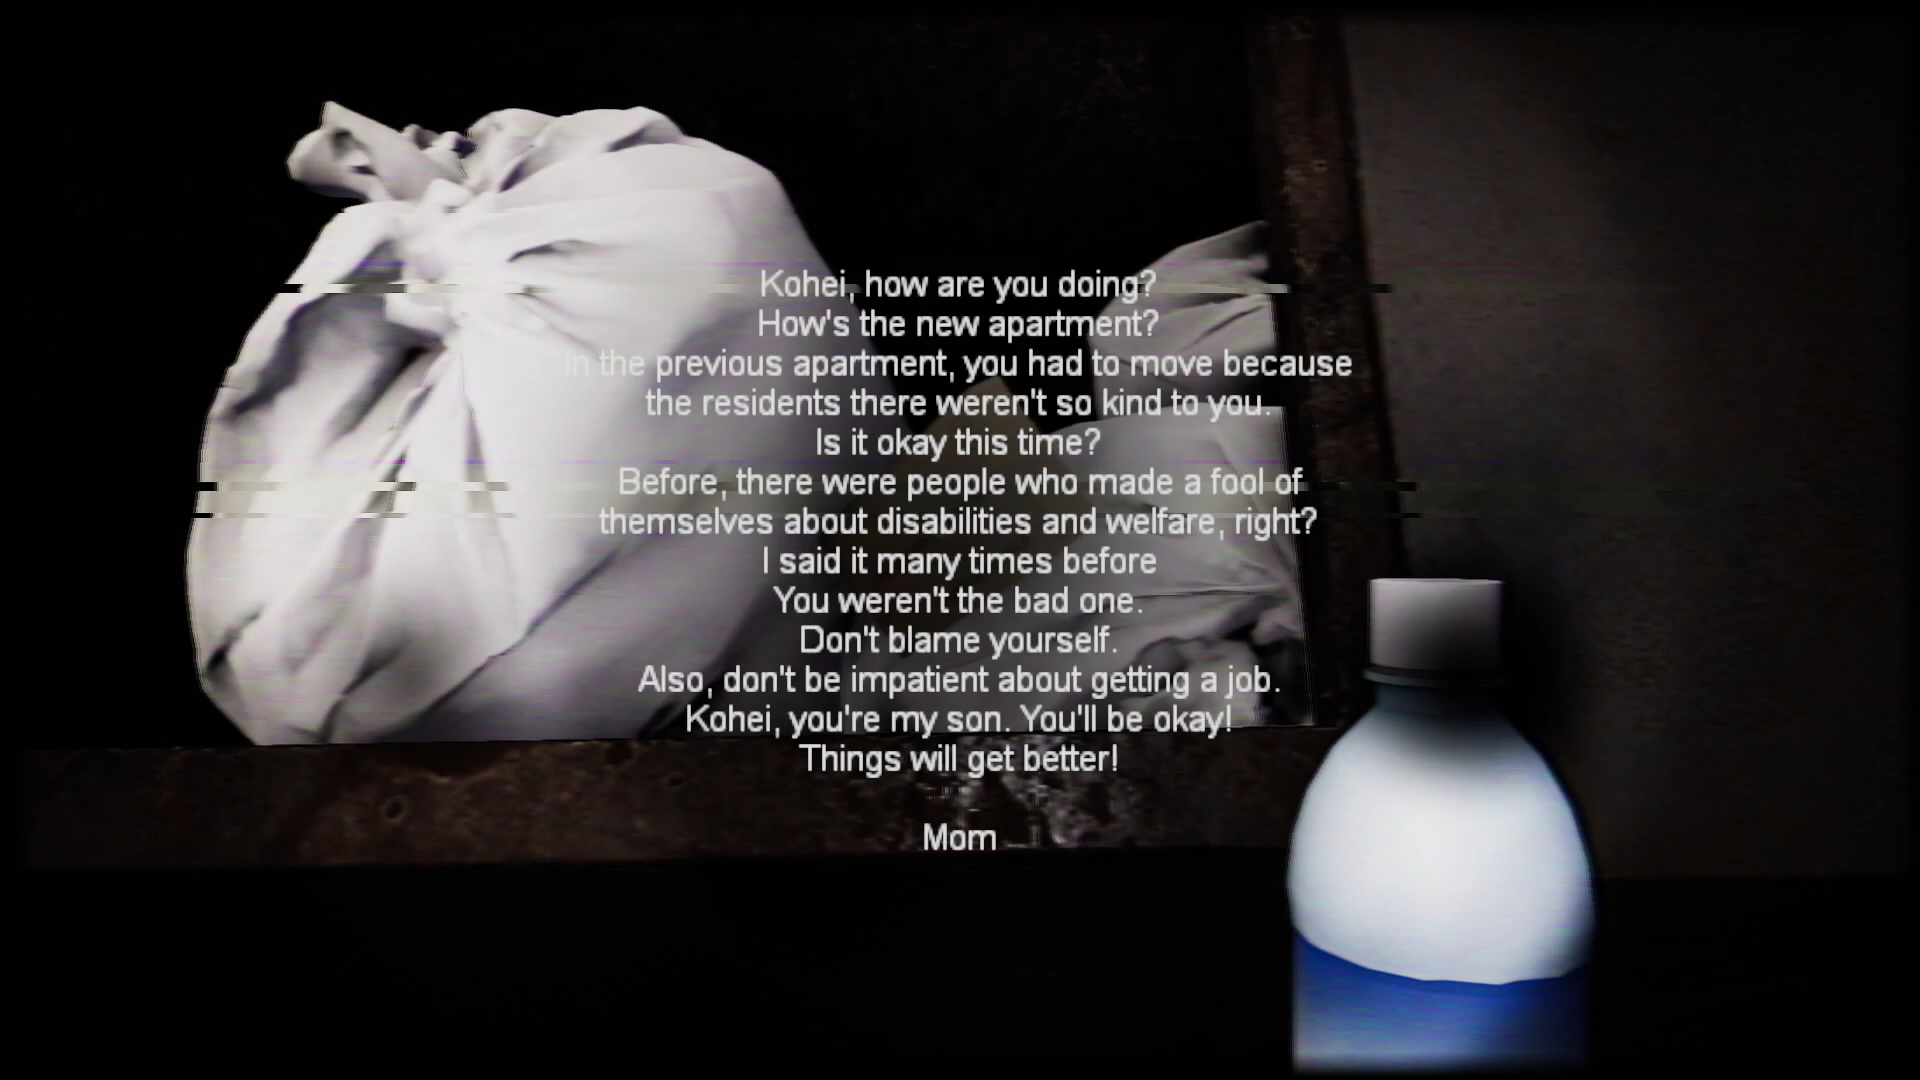 Kohei, how are you doing?
How's the new apartment?
In the previous apartment, you had to move because
the residents there weren't so kind to you.
Is it okay this time?
Before, there were people who made a fool of
themselves about disabilities and welfare, right?
I said it many times before
You weren't the bad one.
Don't blame yourself.
Also, don't be impatient about getting a job.
Kohei, you're my son. You'll be okay!
Things will get better!
Mom